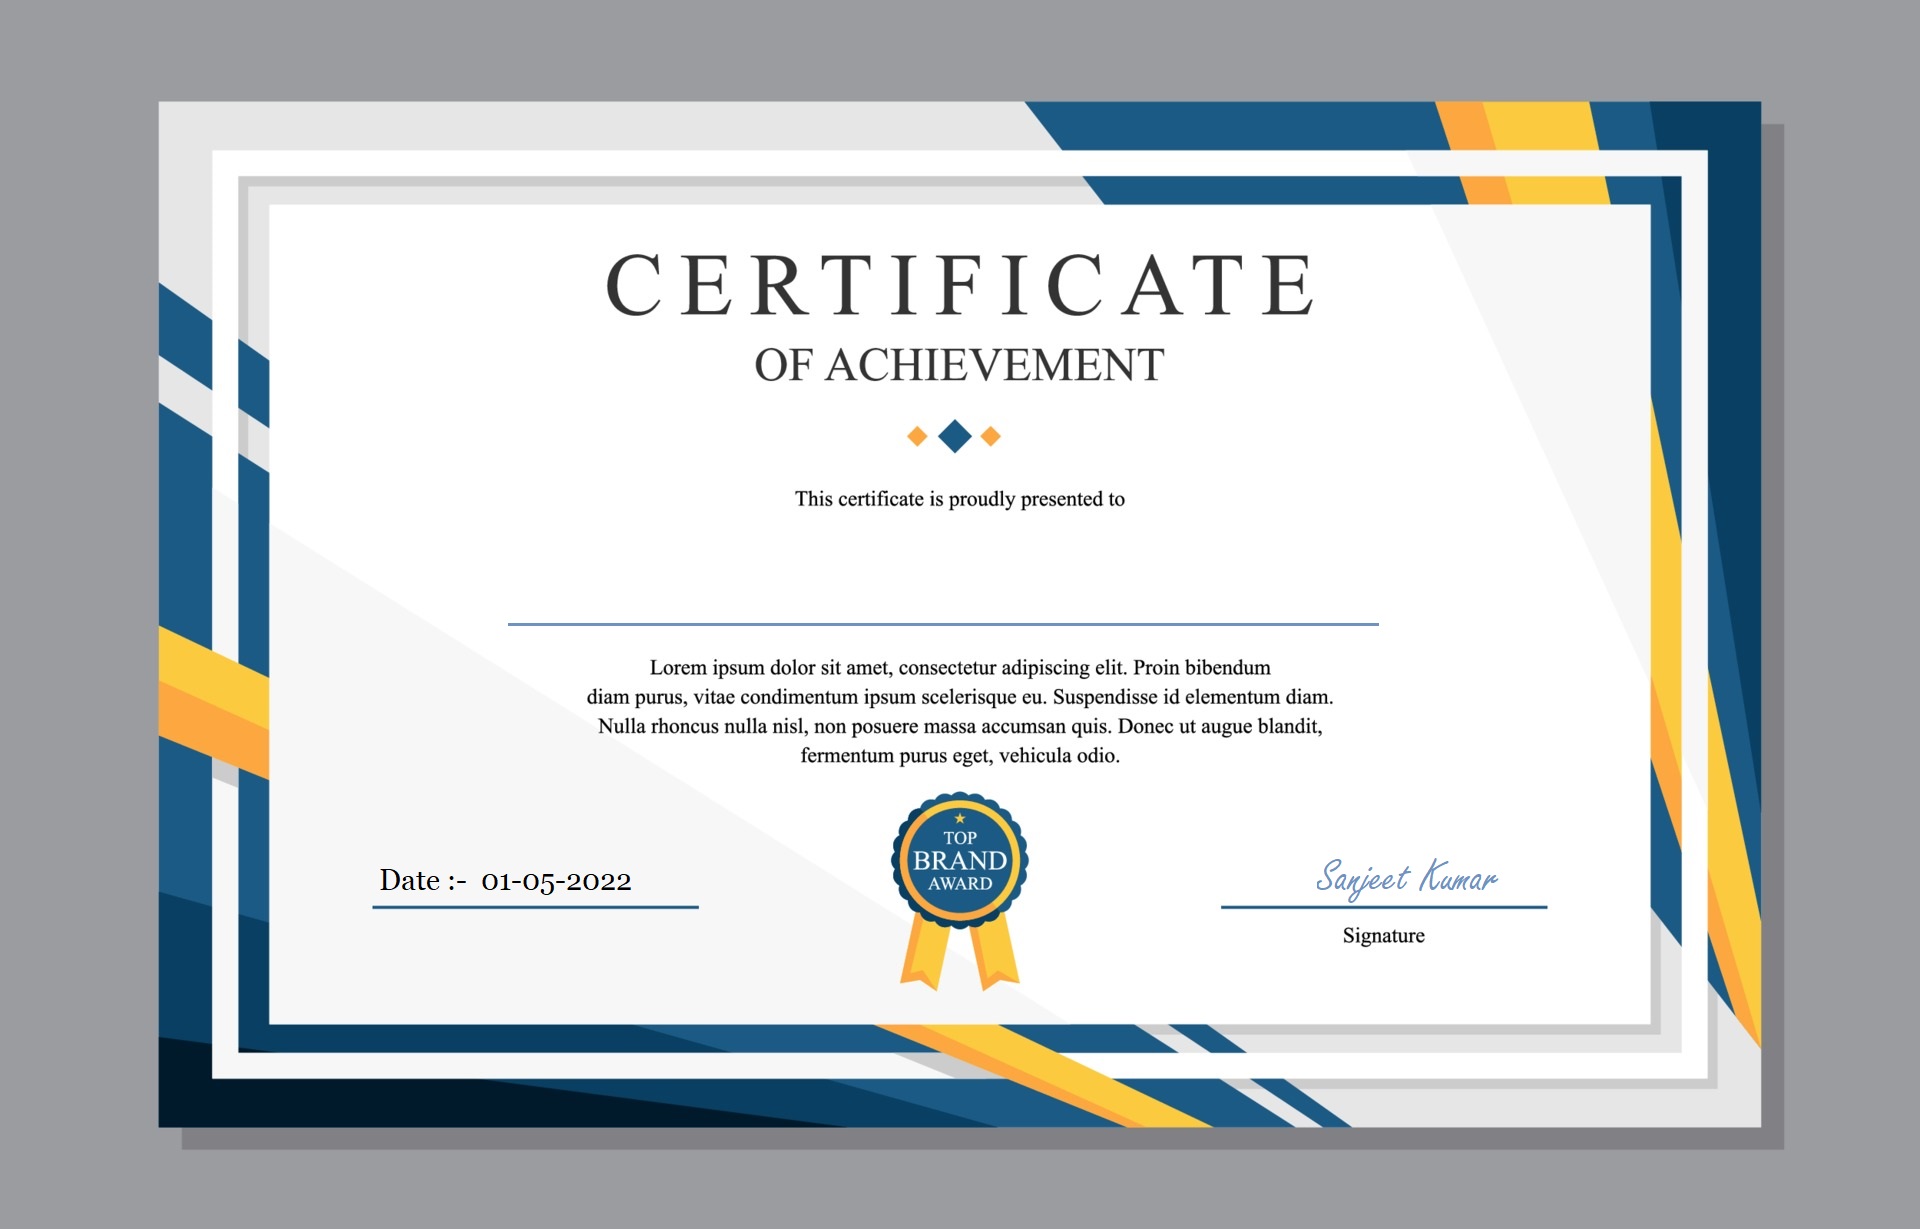 CERTIFICATE
OF ACHIEVEMENT
This certificate is proudly presented to
Lorem ipsum dolor sit amet, consectetur adipiscing elit. Proin bibendum
diam purus, vitae condimentum ipsum scelerisque eu. Suspendisse id elementum diam.
Nulla rhoncus nulla nisl, non posuere massa accumsan quis. Donec ut augue blandit,
fermentum purus eget, vehicula odio.
TOP
BRAND
AWARD
Date :- 01-05-2022
Sanjeet Kumar
Signature